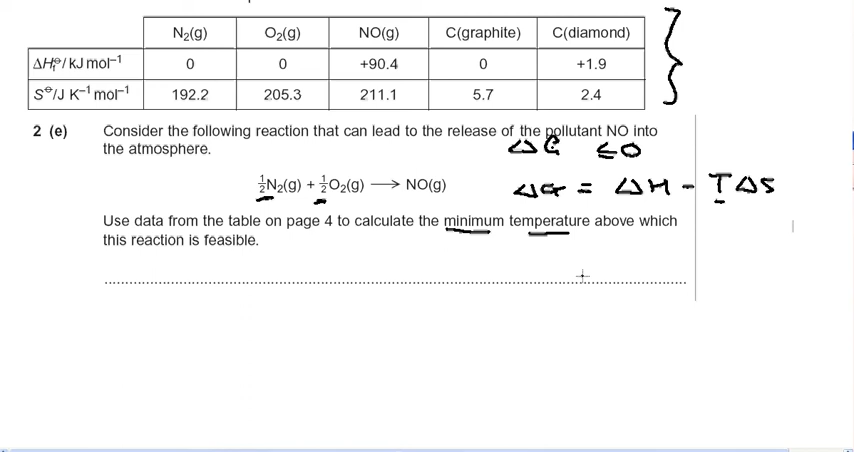 N₂(g) O₂(g) NO(g) C(graphite) C(diamond)
ΔHf⦵/kJ mol⁻¹ 0 0 +90.4 0 +1.9
S⦵/J K⁻¹ mol⁻¹ 192.2 205.3 211.1 5.7 2.4
2 (e) Consider the following reaction that can lead to the release of the pollutant NO into
the atmosphere.
ΔG ≤0
½N₂(g) + ½O₂(g) ⟶ NO(g)
ΔG = ΔH - TΔS
Use data from the table on page 4 to calculate the minimum temperature above which
this reaction is feasible.